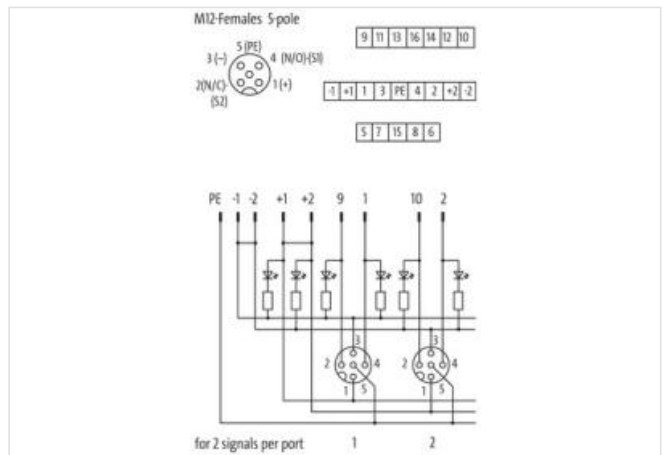 M12-Females 5-pole
5 (PE)
3 (–)
4 (N/O)-(S1)
2(N/C)-
(S2)
1 (+)
9 11 13 16 14 12 10
-1 +1 1 3 PE 4 2 +2 -2
5 7 15 8 6
PE -1 -2 +1 +2 9 1 10 2
3 3
2 4 2 4
1 5 1 5
for 2 signals per port 1 2